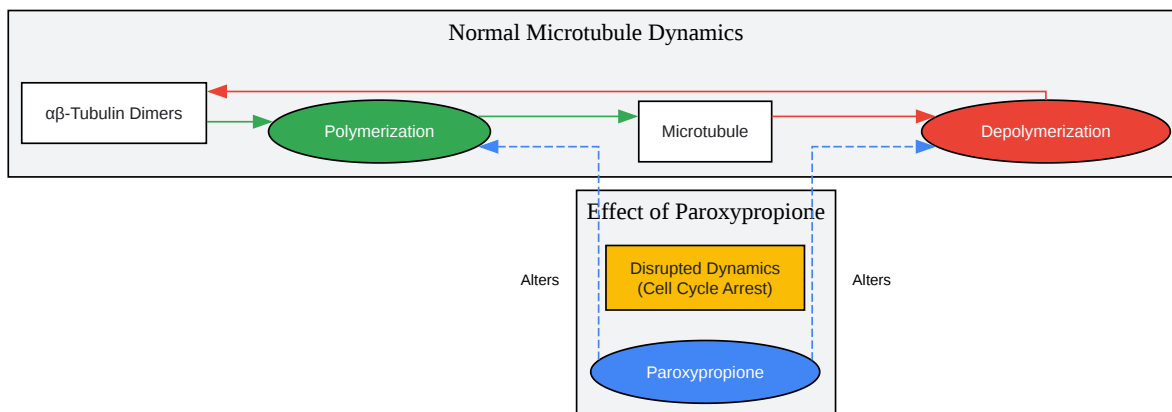 Normal Microtubule Dynamics
αβ-Tubulin Dimers
Polymerization
Microtubule
Depolymerization
Effect of Paroxypropione
Disrupted Dynamics
(Cell Cycle Arrest)
Alters
Alters
Paroxypropione